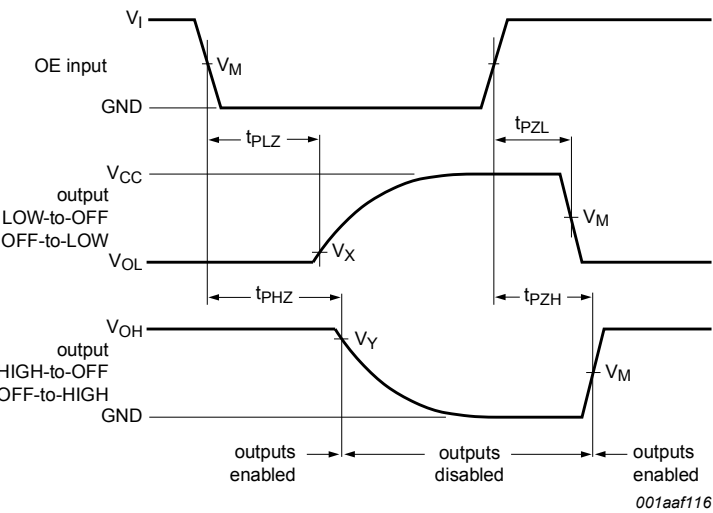 V_I
OE input
V_M
GND
t_PLZ
t_PZL
V_CC
output
LOW-to-OFF
OFF-to-LOW
V_M
V_X
V_OL
t_PHZ
t_PZH
V_OH
output
HIGH-to-OFF
OFF-to-HIGH
V_Y
V_M
GND
outputs
enabled
outputs
disabled
outputs
enabled
001aaf116